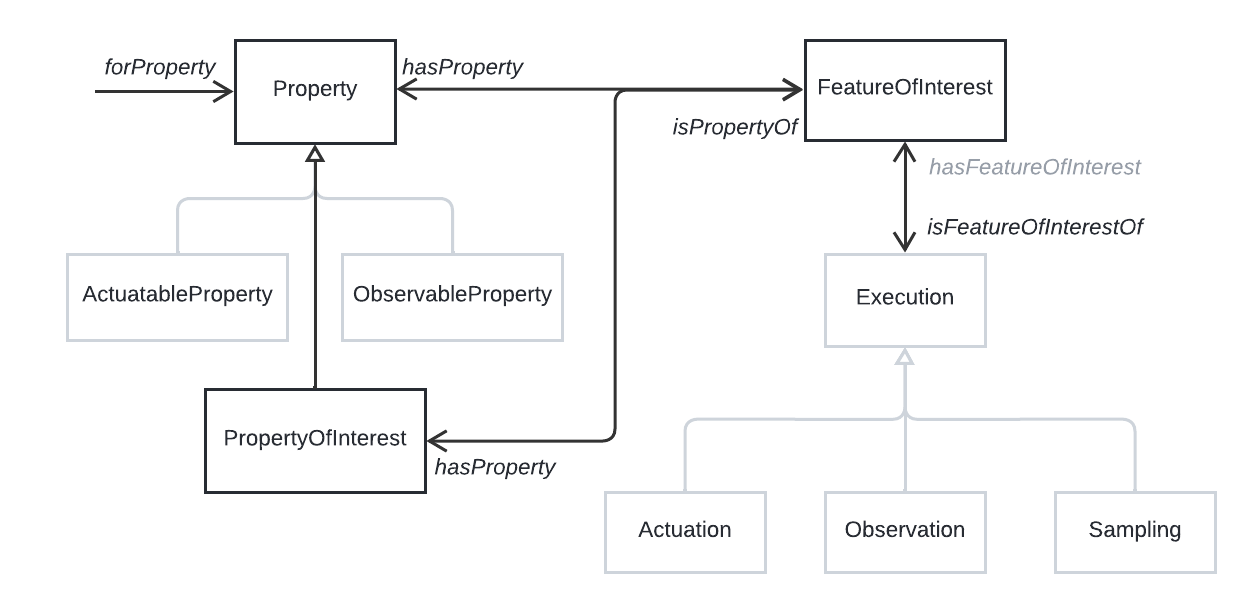 forProperty
Property
hasProperty
FeatureOfInterest
isPropertyOf
hasFeatureOfInterest
isFeatureOfInterestOf
ActuatableProperty
ObservableProperty
Execution
PropertyOfInterest
hasProperty
Actuation
Observation
Sampling